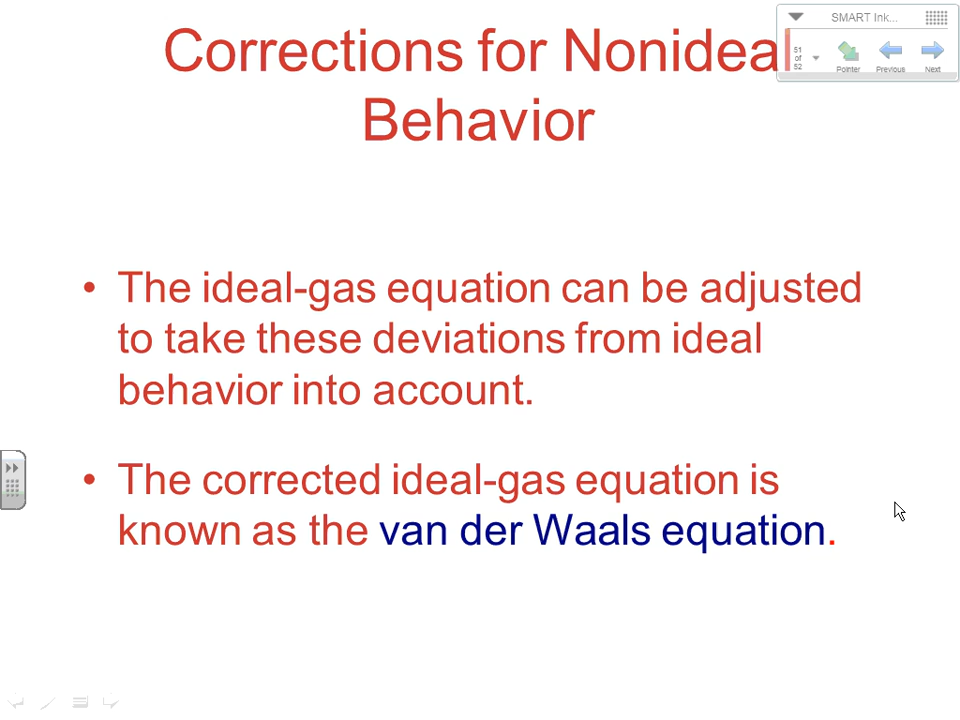 Corrections for Nonideal
Behavior
SMART Ink...
51
of
52
Pointer
Previous
Next
• The ideal-gas equation can be adjusted
to take these deviations from ideal
behavior into account.
• The corrected ideal-gas equation is
known as the van der Waals equation.